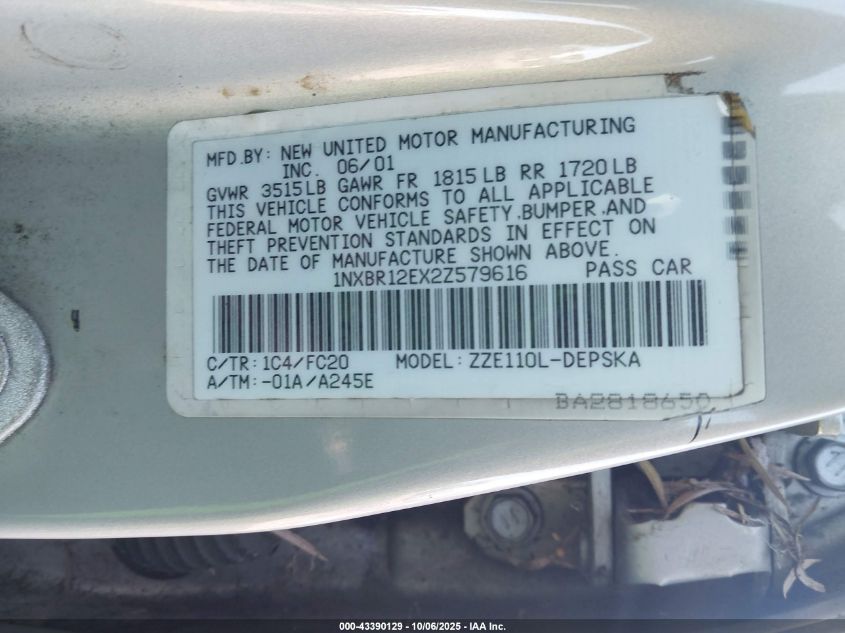 MFD.BY: NEW UNITED MOTOR MANUFACTURING
INC. 06/01
GVWR 3515LB GAWR FR 1815LB RR 1720LB
THIS VEHICLE CONFORMS TO ALL APPLICABLE
FEDERAL MOTOR VEHICLE SAFETY,BUMPER,AND
THEFT PREVENTION STANDARDS IN EFFECT ON
THE DATE OF MANUFACTURE SHOWN ABOVE.
1NXBR12EX2Z579616 PASS CAR
C/TR: 1C4/FC20 MODEL: ZZE110L-DEPSKA
A/TM: -01A/A245E
BA2818650
000-43390129 - 10/06/2025 - IAA Inc.